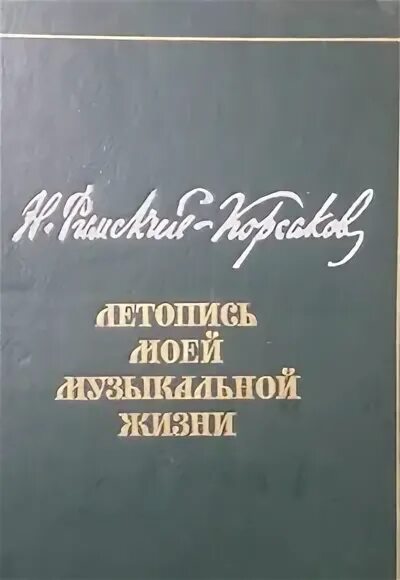 Н. Римский-Корсаков
ЛЕТОПИСЬ
МОЕЙ
МУЗЫКАЛЬНОЙ
ЖИЗНИ